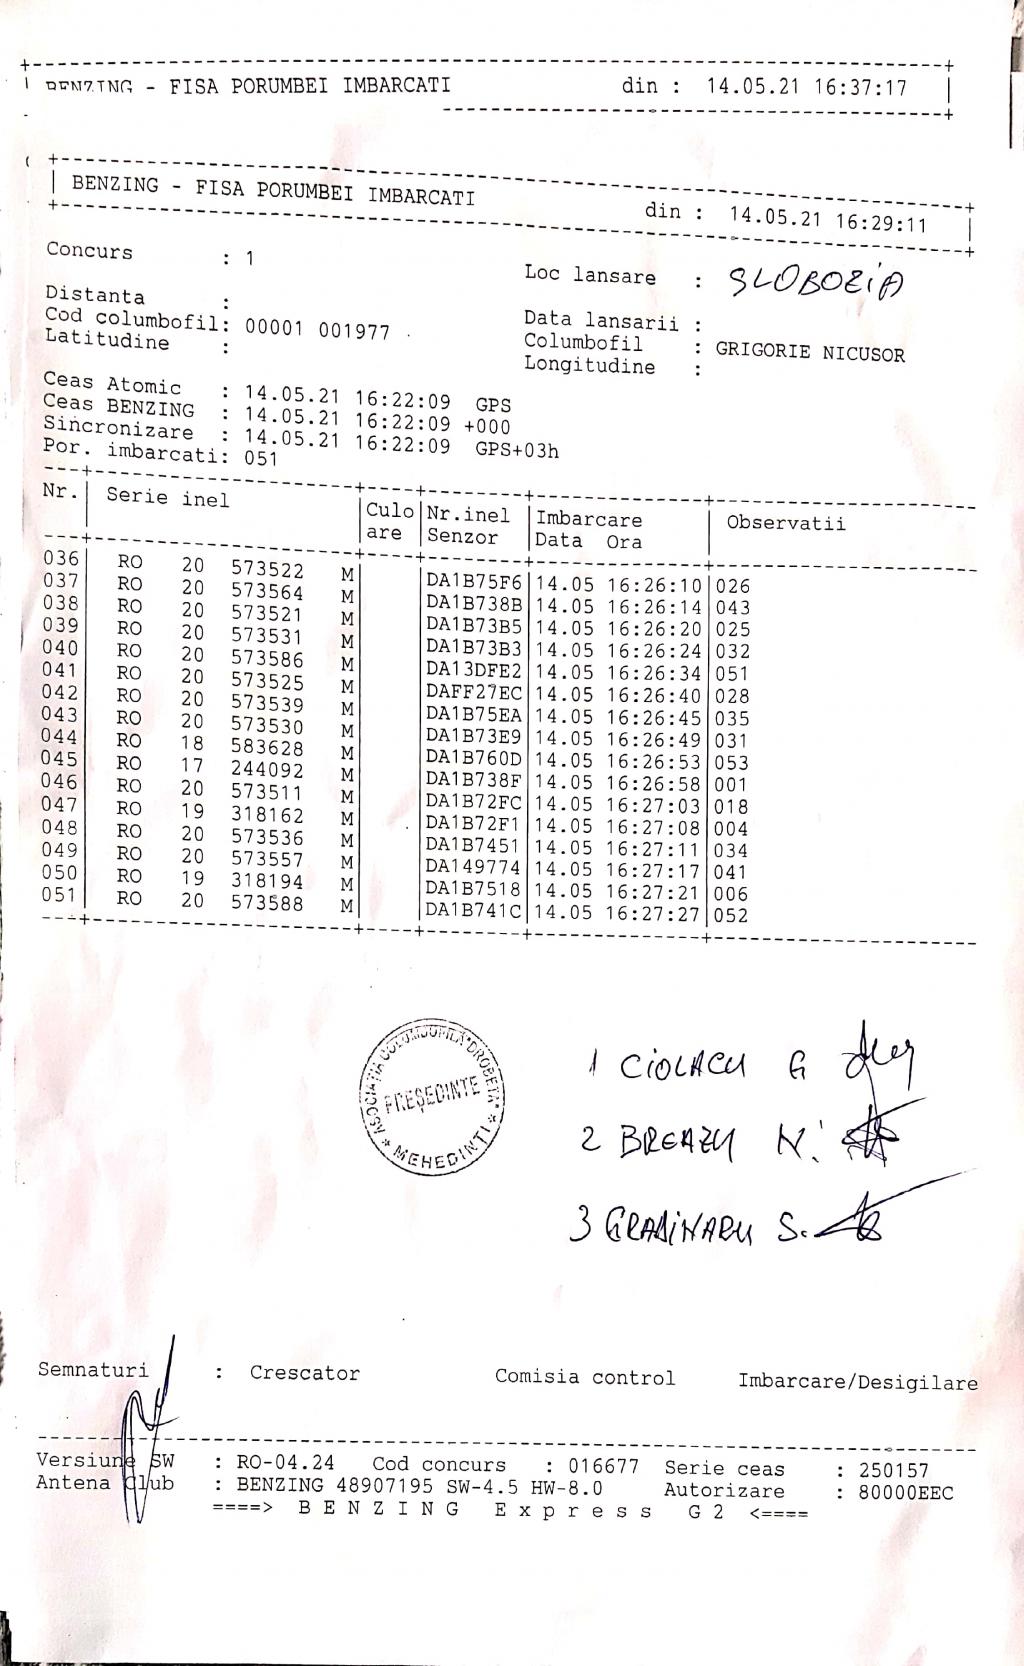 BENZING - FISA PORUMBEI IMBARCATI din : 14.05.21 16:37:17
BENZING - FISA PORUMBEI IMBARCATI din : 14.05.21 16:29:11
Concurs : 1 Loc lansare : SLOBOZIA
Distanta : Data lansarii :
Cod columbofil: 00001 001977 Columbofil : GRIGORIE NICUSOR
Latitudine : Longitudine :
Ceas Atomic : 14.05.21 16:22:09 GPS
Ceas BENZING : 14.05.21 16:22:09 +000
Sincronizare : 14.05.21 16:22:09 GPS+03h
Por. imbarcati: 051
Nr. Serie inel Culo Nr.inel Imbarcare Observatii
are Senzor Data Ora
036 RO 20 573522 M DA1B75F6 14.05 16:26:10 026
037 RO 20 573564 M DA1B738B 14.05 16:26:14 043
038 RO 20 573521 M DA1B73B5 14.05 16:26:20 025
039 RO 20 573531 M DA1B73B3 14.05 16:26:24 032
040 RO 20 573586 M DA13DFE2 14.05 16:26:34 051
041 RO 20 573525 M DAFF27EC 14.05 16:26:40 028
042 RO 20 573539 M DA1B75EA 14.05 16:26:45 035
043 RO 20 573530 M DA1B73E9 14.05 16:26:49 031
044 RO 18 583628 M DA1B760D 14.05 16:26:53 053
045 RO 17 244092 M DA1B738F 14.05 16:26:58 001
046 RO 20 573511 M DA1B72FC 14.05 16:27:03 018
047 RO 19 318162 M DA1B72F1 14.05 16:27:08 004
048 RO 20 573536 M DA1B7451 14.05 16:27:11 034
049 RO 20 573557 M DA149774 14.05 16:27:17 041
050 RO 19 318194 M DA1B7518 14.05 16:27:21 006
051 RO 20 573588 M DA1B741C 14.05 16:27:27 052
ASOCIATIA "DROBETA" * MEHEDINTI *
PREŞEDINTE
1 CIOLACU G
2 BREAZU N.
3 GRADINARU S.
Semnaturi : Crescator Comisia control Imbarcare/Desigilare
Versiune SW : RO-04.24 Cod concurs : 016677 Serie ceas : 250157
Antena Club : BENZING 48907195 SW-4.5 HW-8.0 Autorizare : 80000EEC
====> B E N Z I N G E x p r e s s G 2 <====